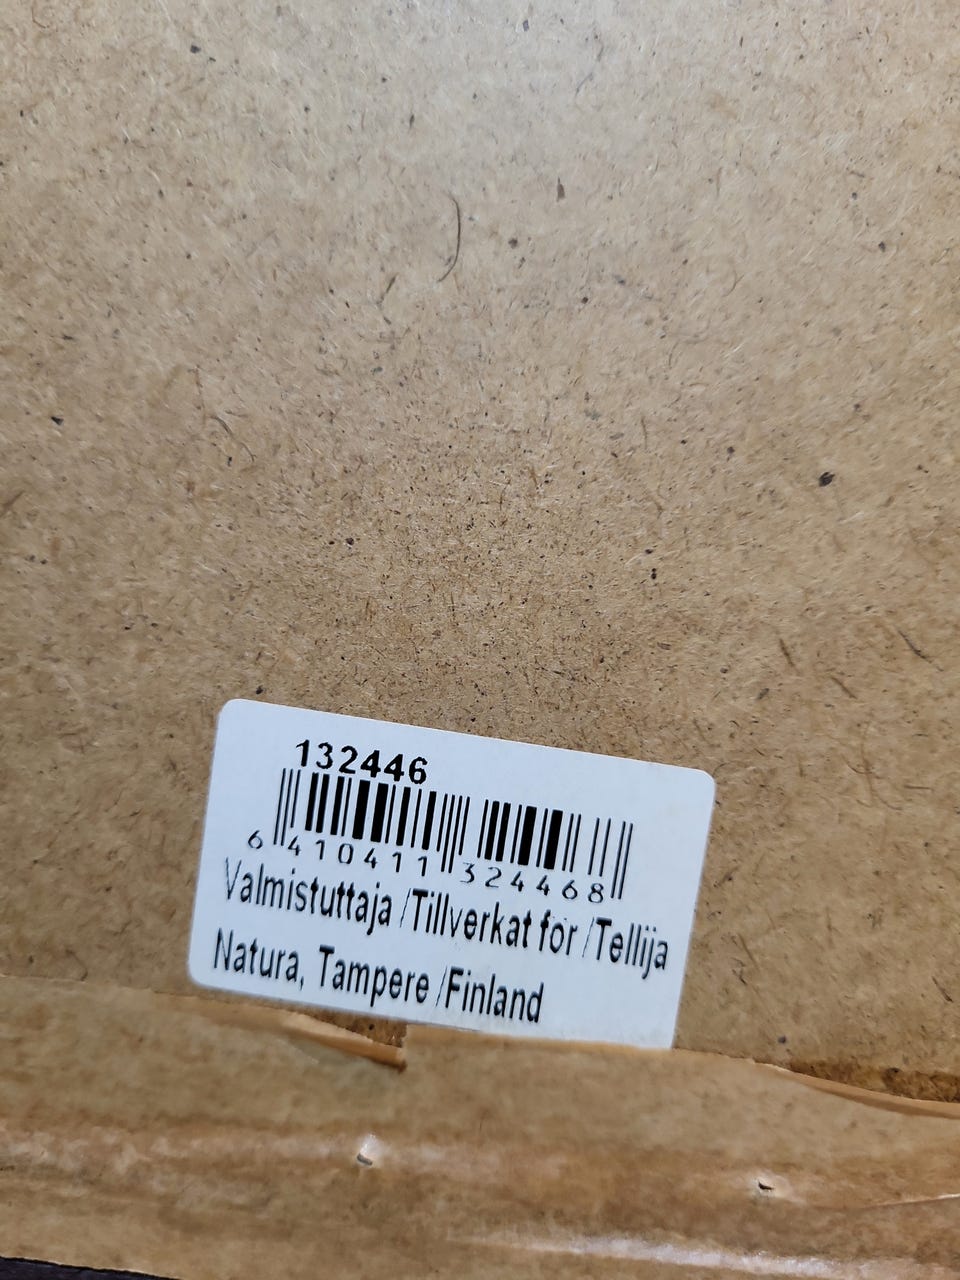 132446
6 410411 324468
Valmistuttaja /Tillverkat för /Tellija
Natura, Tampere /Finland